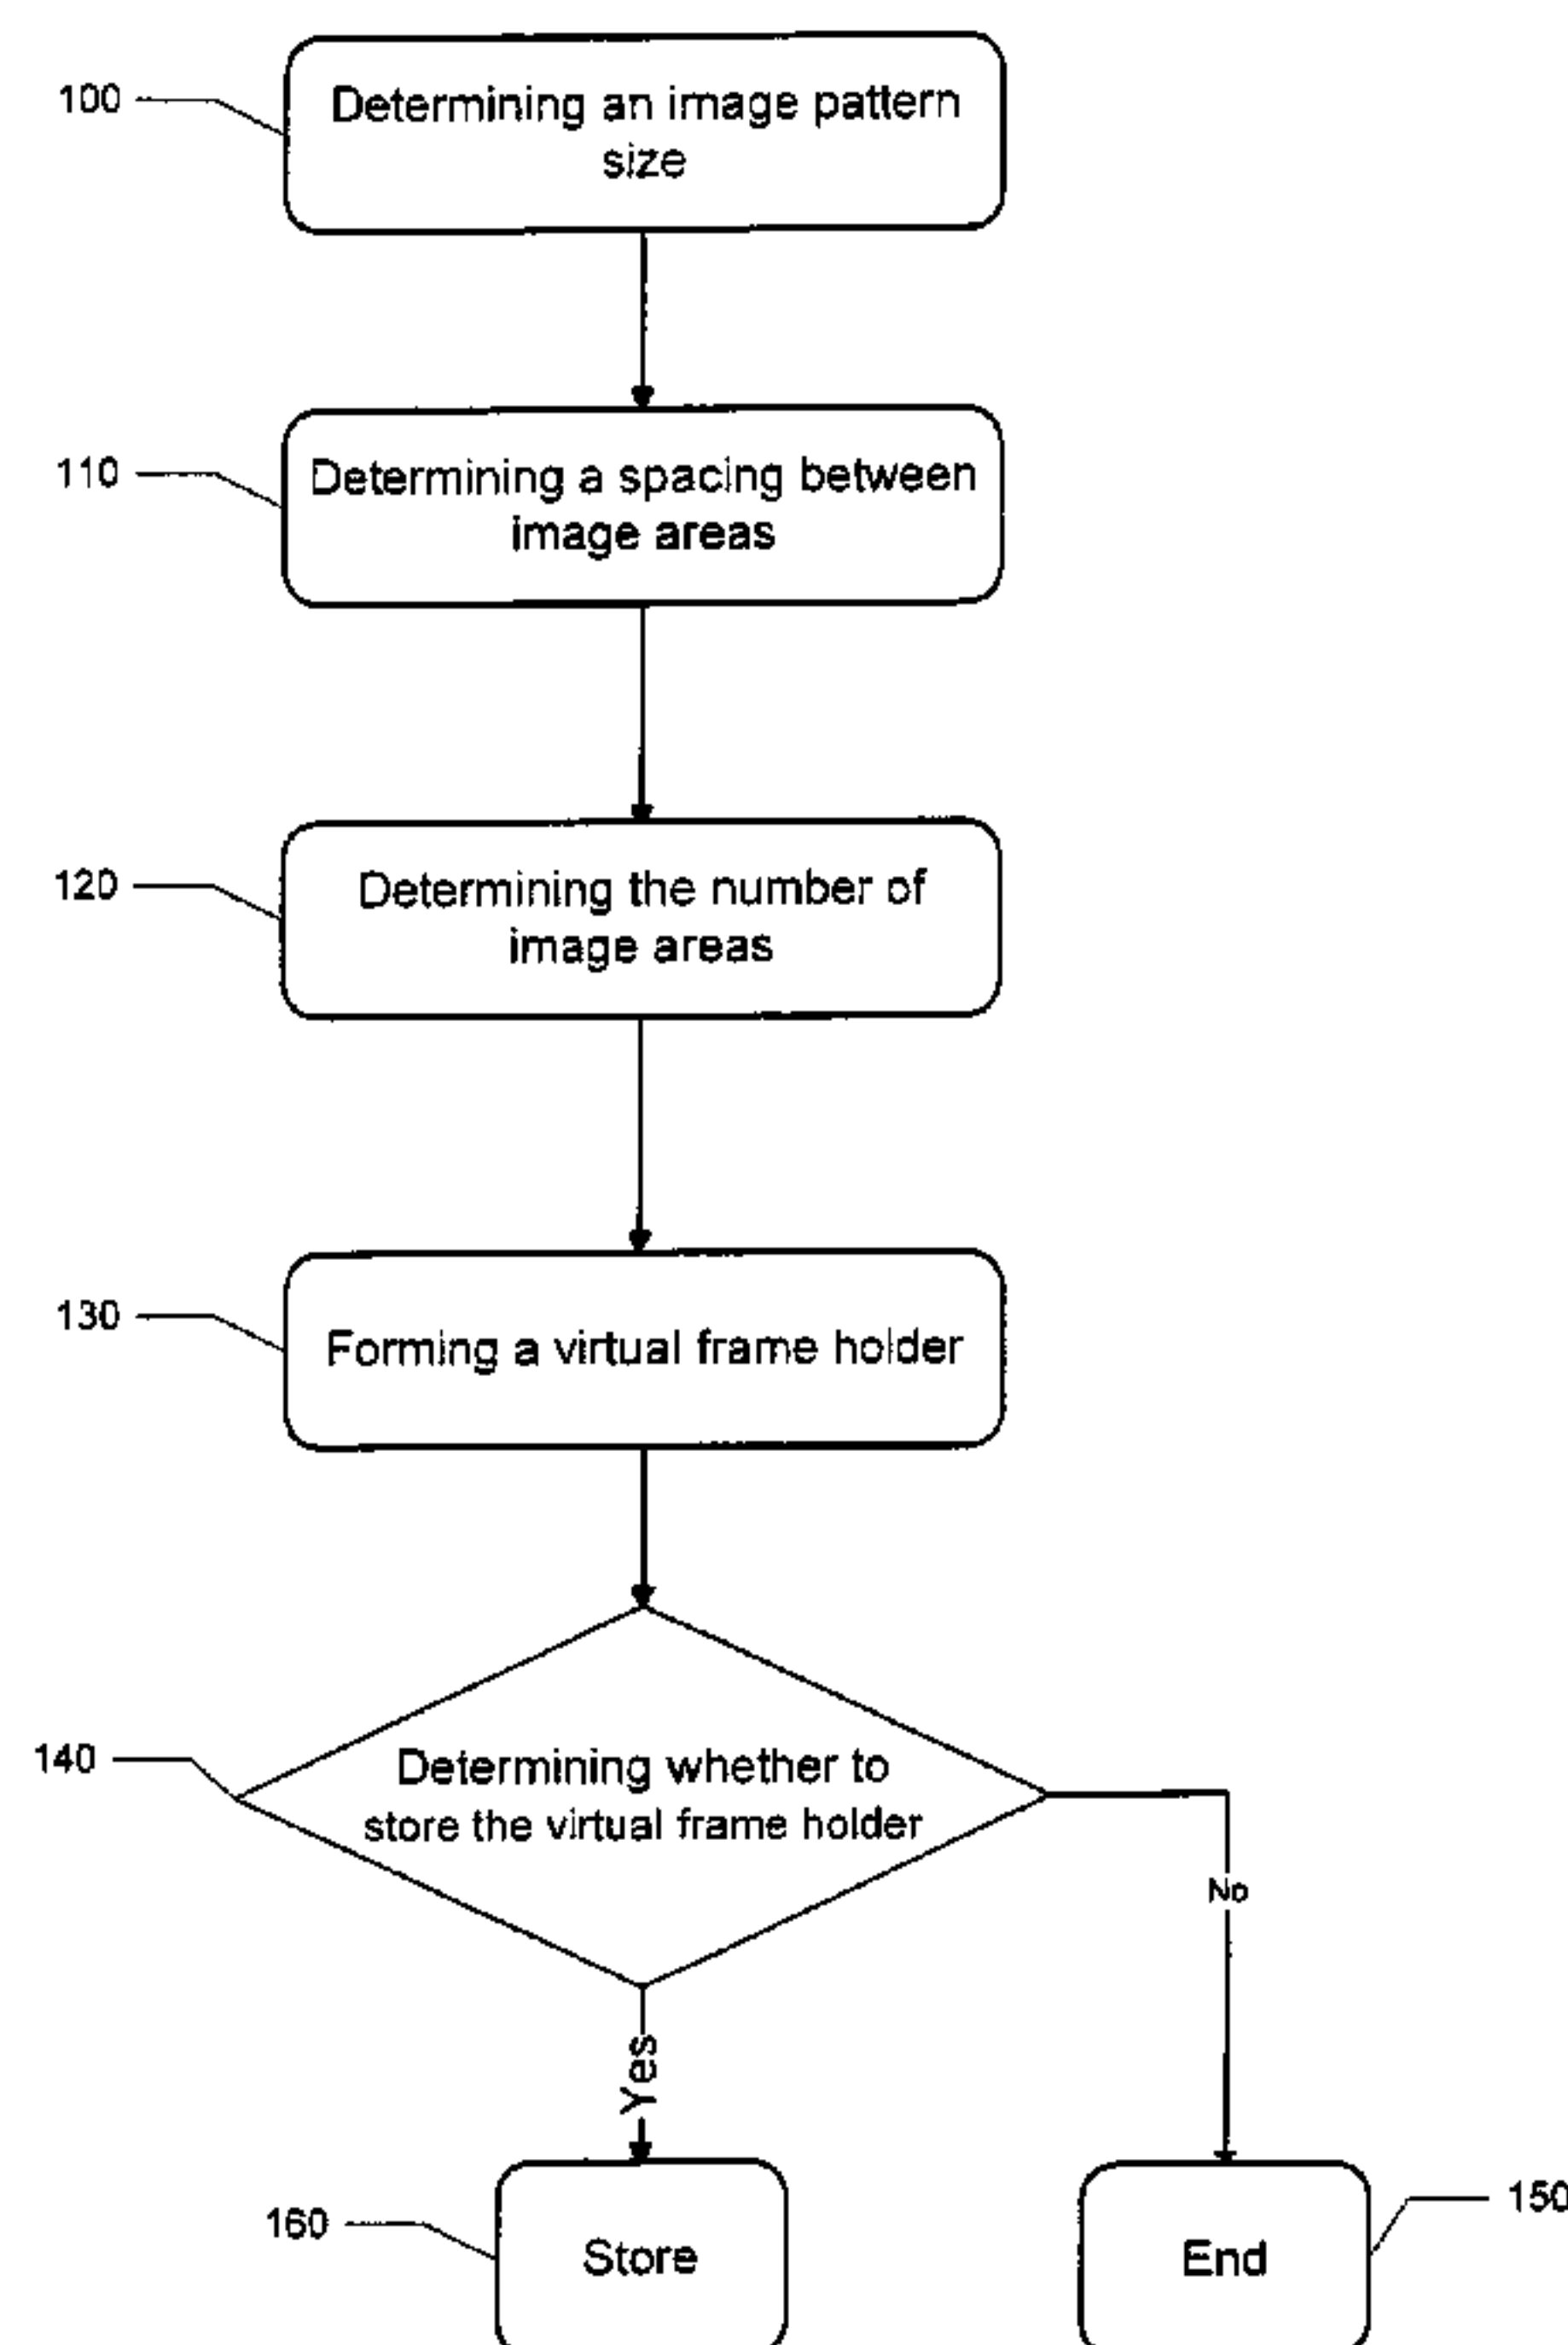 100
Determining an image pattern
size
110
Determining a spacing between
image areas
120
Determining the number of
image areas
130
Forming a virtual frame holder
140
Determining whether to
store the virtual frame holder
No
Yes
160
Store
End
150